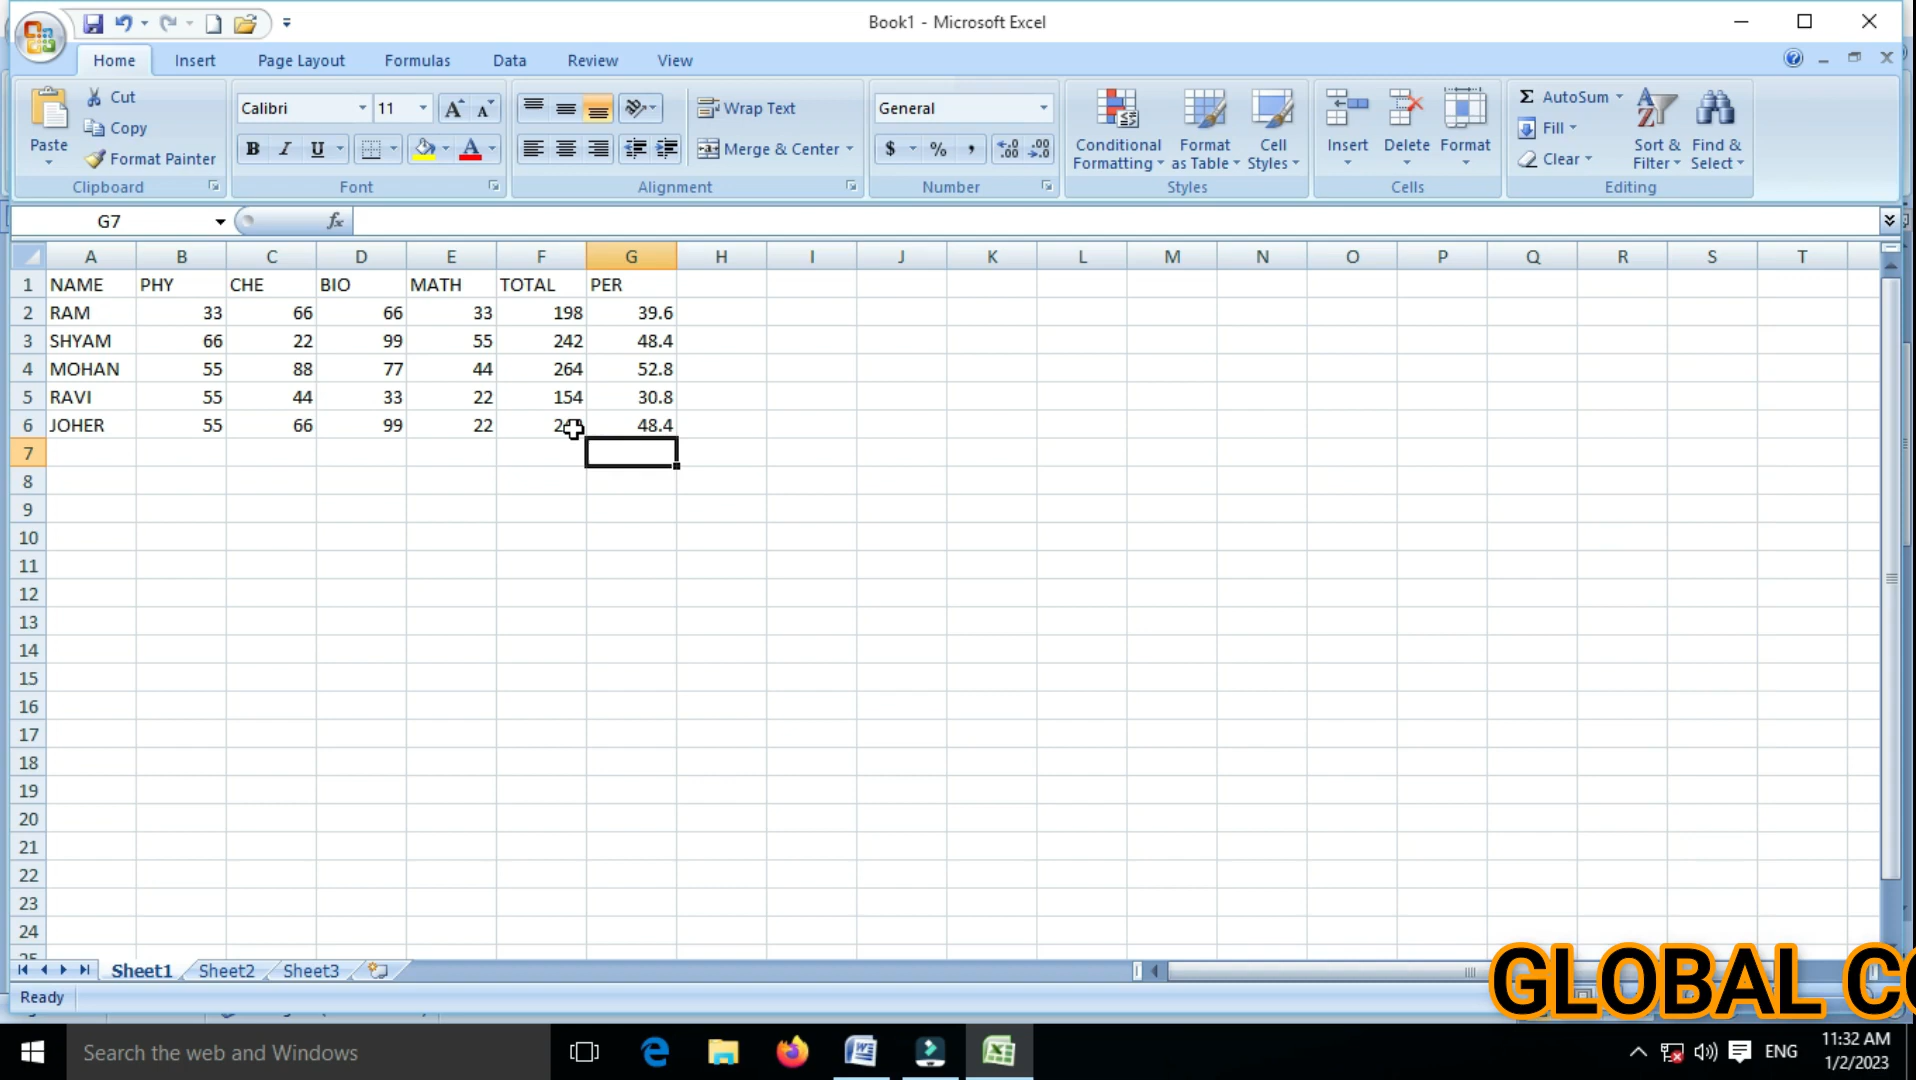 Book1 - Microsoft Excel
Home Insert Page Layout Formulas Data Review View
Paste Cut Copy Format Painter
Calibri 11
B I U A
Wrap Text
Merge & Center
General
$ % , .00
Conditional Formatting
Format as Table
Cell Styles
Insert Delete Format
Σ AutoSum
Fill
Clear
Sort & Filter
Find & Select
Clipboard Font Alignment Number Styles Cells Editing
G7 fx
A B C D E F G H I J K L M N O P Q R S T
1 NAME PHY CHE BIO MATH TOTAL PER
2 RAM 33 66 66 33 198 39.6
3 SHYAM 66 22 99 55 242 48.4
4 MOHAN 55 88 77 44 264 52.8
5 RAVI 55 44 33 22 154 30.8
6 JOHER 55 66 99 22 48.4
7
8
9
10
11
12
13
14
15
16
17
18
19
20
21
22
23
24
Sheet1 Sheet2 Sheet3
Ready
GLOBAL
Search the web and Windows
ENG
11:32 AM
1/2/2023